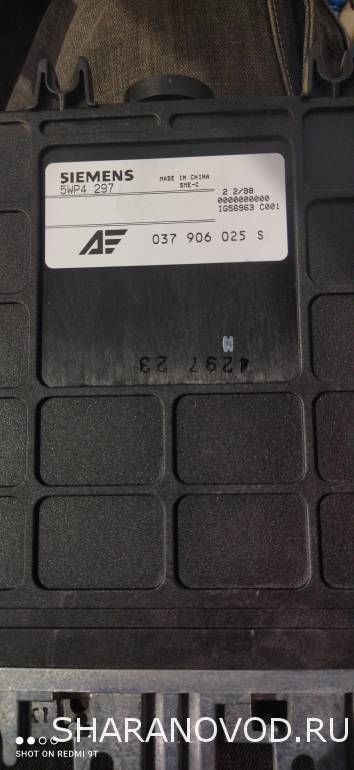 SIEMENS
5WP4 297
MADE IN CHINA
SME-C
2 2/98
0000000000
IGS6963 C001
AE
037 906 025 S
4297 23
SHARANOVOD.RU
SHOT ON REDMI 9T